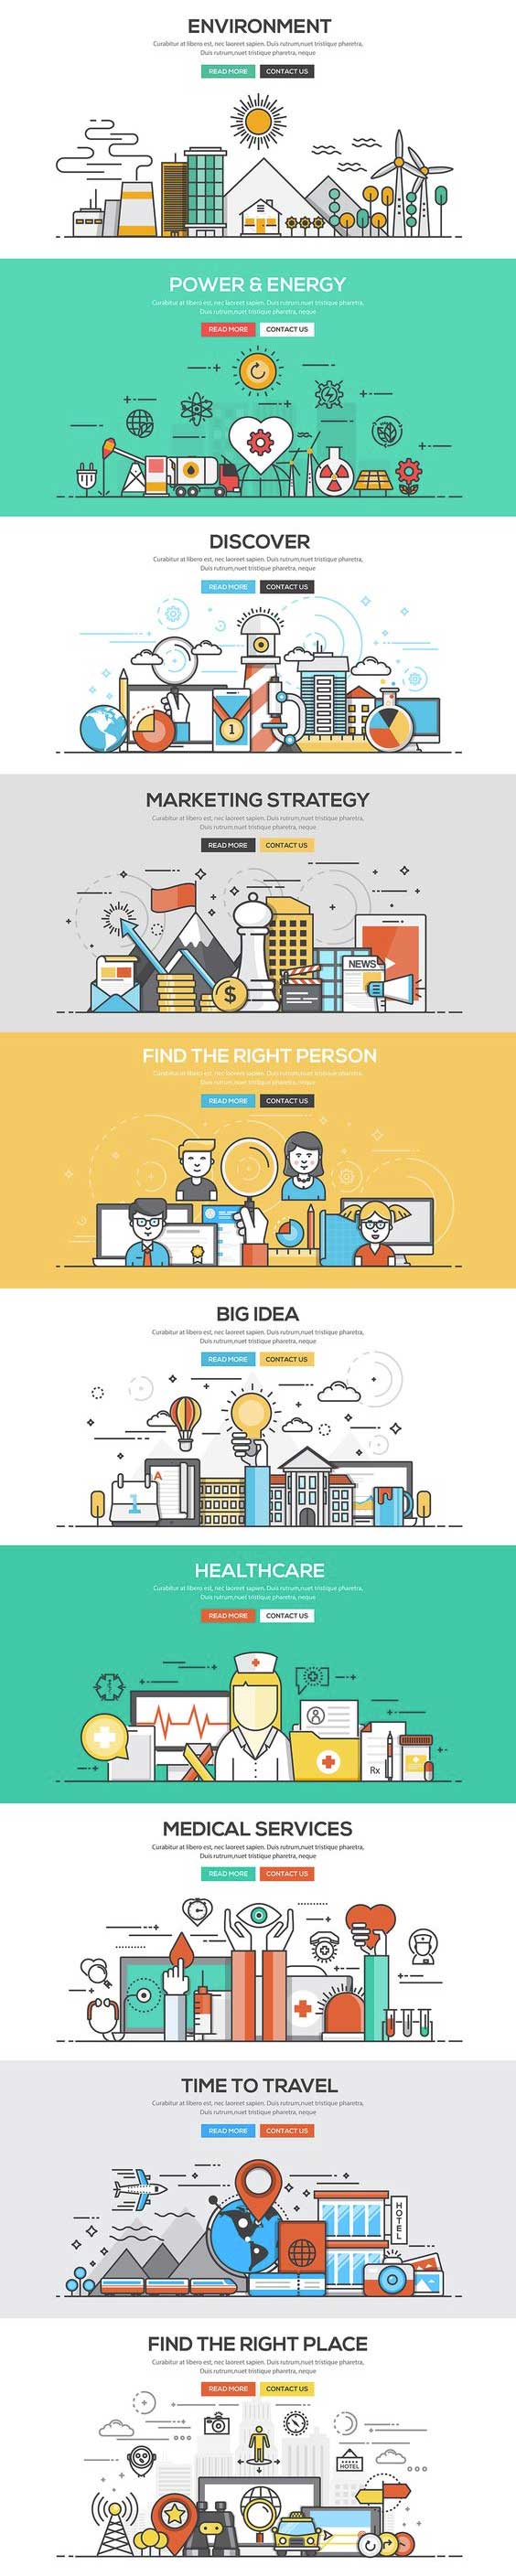 ENVIRONMENT
Curabitur at libero est, nec laoreet sapien. Duis rutrum,nuet tristique pharetra,
Duis rutrum,nuet tristique pharetra, neque
READ MORE CONTACT US
POWER & ENERGY
Curabitur at libero est, nec laoreet sapien. Duis rutrum,nuet tristique pharetra,
Duis rutrum,nuet tristique pharetra, neque
READ MORE CONTACT US
DISCOVER
Curabitur at libero est, nec laoreet sapien. Duis rutrum,nuet tristique pharetra,
Duis rutrum,nuet tristique pharetra, neque
READ MORE CONTACT US
1
MARKETING STRATEGY
Curabitur at libero est, nec laoreet sapien. Duis rutrum,nuet tristique pharetra,
Duis rutrum,nuet tristique pharetra, neque
READ MORE CONTACT US
NEWS
$
FIND THE RIGHT PERSON
Curabitur at libero est, nec laoreet sapien. Duis rutrum,nuet tristique pharetra,
Duis rutrum,nuet tristique pharetra, neque
READ MORE CONTACT US
BIG IDEA
Curabitur at libero est, nec laoreet sapien. Duis rutrum,nuet tristique pharetra,
Duis rutrum,nuet tristique pharetra, neque
READ MORE CONTACT US
A
1
HEALTHCARE
Curabitur at libero est, nec laoreet sapien. Duis rutrum,nuet tristique pharetra,
Duis rutrum,nuet tristique pharetra, neque
READ MORE CONTACT US
Rx
MEDICAL SERVICES
Curabitur at libero est, nec laoreet sapien. Duis rutrum,nuet tristique pharetra,
Duis rutrum,nuet tristique pharetra, neque
READ MORE CONTACT US
TIME TO TRAVEL
Curabitur at libero est, nec laoreet sapien. Duis rutrum,nuet tristique pharetra,
Duis rutrum,nuet tristique pharetra, neque
READ MORE CONTACT US
HOTEL
FIND THE RIGHT PLACE
Curabitur at libero est, nec laoreet sapien. Duis rutrum,nuet tristique pharetra,
Duis rutrum,nuet tristique pharetra, neque
READ MORE CONTACT US
HOTEL